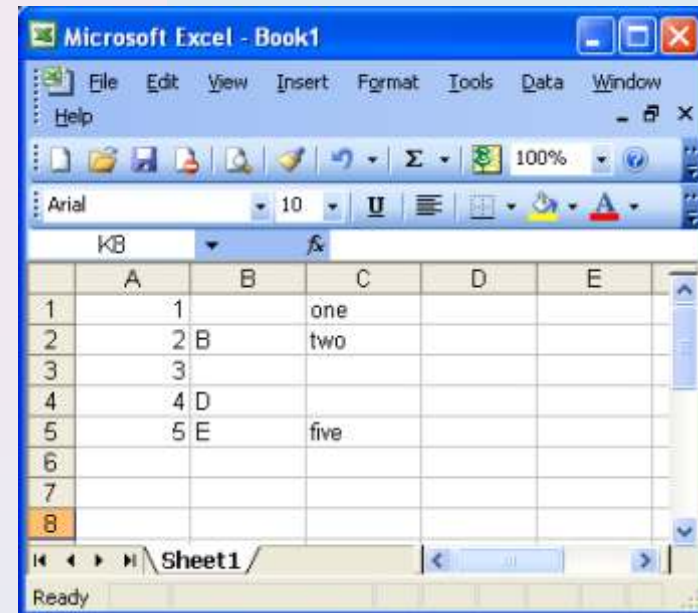 Microsoft Excel - Book1
File Edit View Insert Format Tools Data Window
Help
Σ 100%
Arial 10 U A
K8 fx
A B C D E
1 1 one
2 2 B two
3 3
4 4 D
5 5 E five
6
7
8
Sheet1
Ready